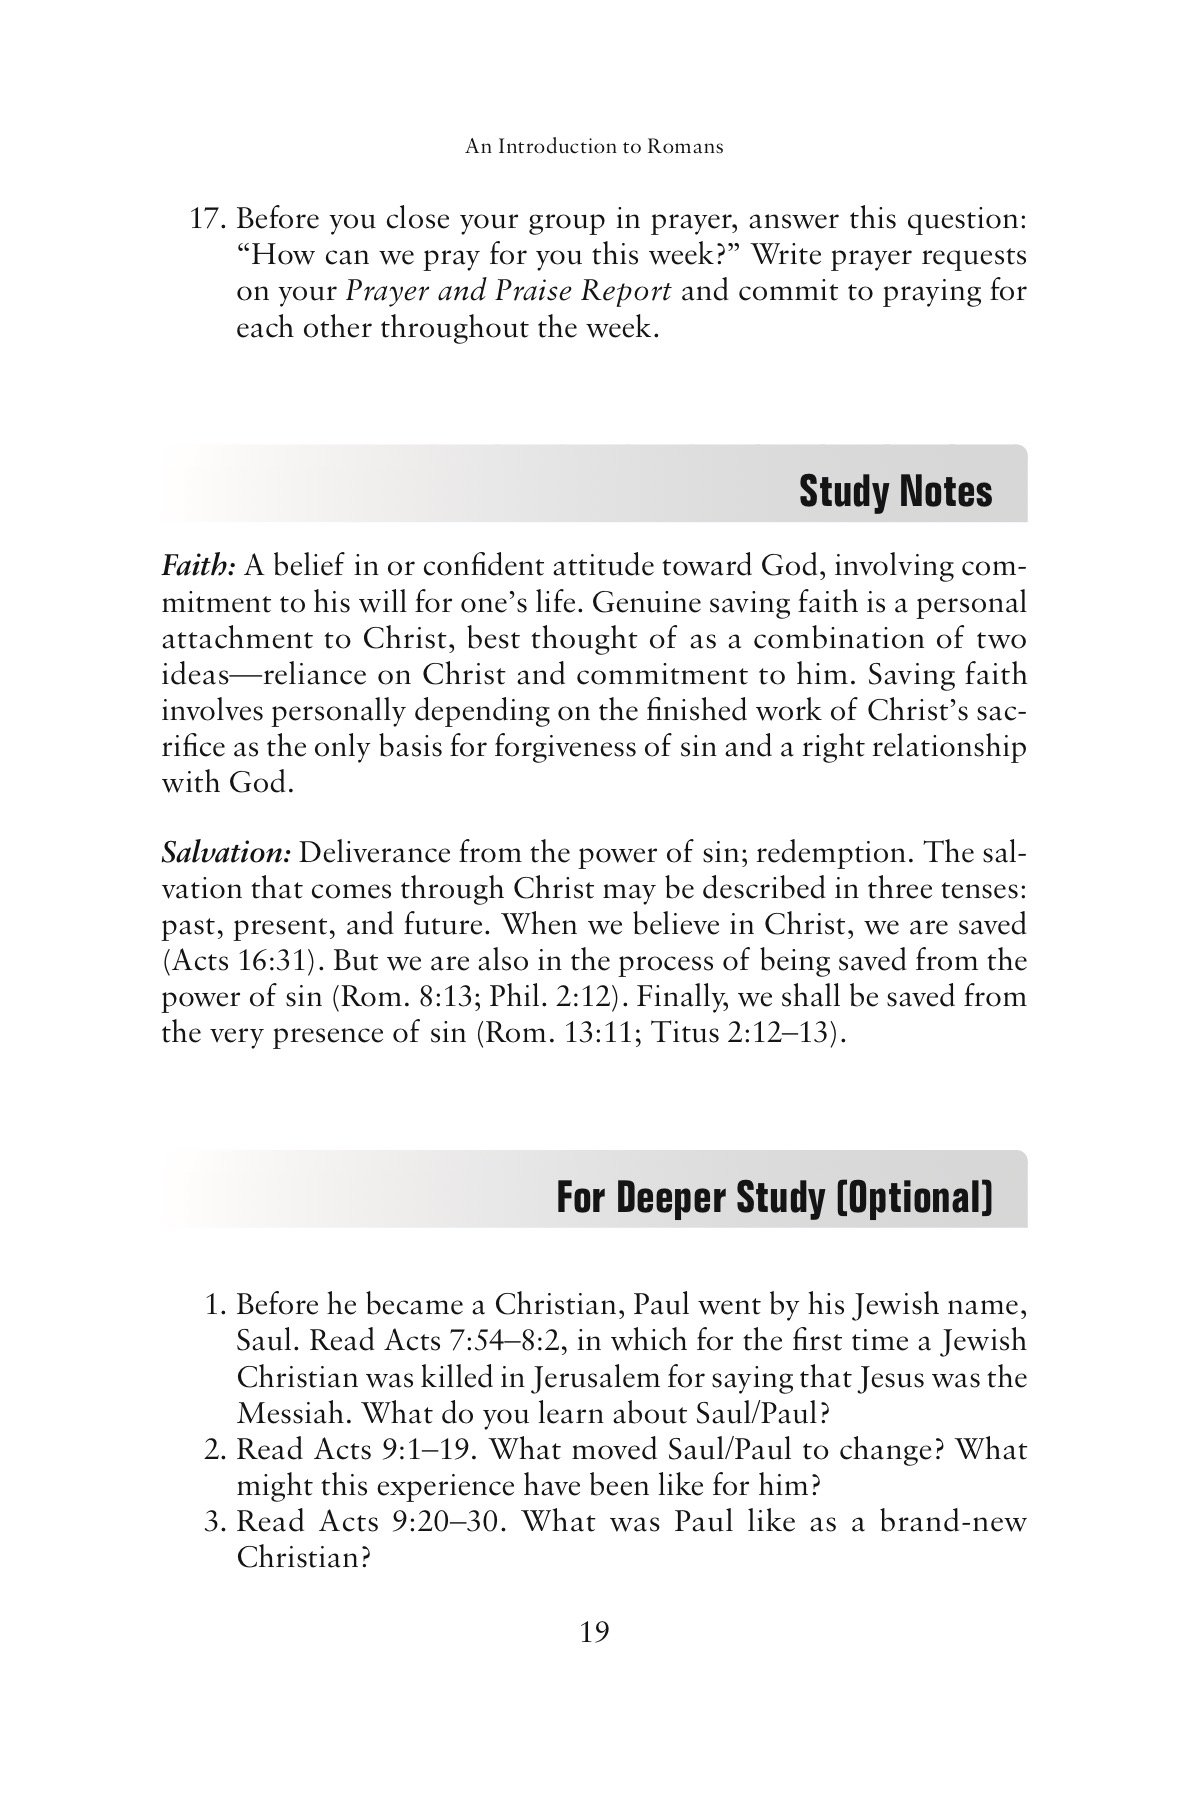 An Introduction to Romans
17. Before you close your group in prayer, answer this question:
“How can we pray for you this week?” Write prayer requests
on your Prayer and Praise Report and commit to praying for
each other throughout the week.
Study Notes
Faith: A belief in or confident attitude toward God, involving com-
mitment to his will for one’s life. Genuine saving faith is a personal
attachment to Christ, best thought of as a combination of two
ideas—reliance on Christ and commitment to him. Saving faith
involves personally depending on the finished work of Christ’s sac-
rifice as the only basis for forgiveness of sin and a right relationship
with God.
Salvation: Deliverance from the power of sin; redemption. The sal-
vation that comes through Christ may be described in three tenses:
past, present, and future. When we believe in Christ, we are saved
(Acts 16:31). But we are also in the process of being saved from the
power of sin (Rom. 8:13; Phil. 2:12). Finally, we shall be saved from
the very presence of sin (Rom. 13:11; Titus 2:12–13).
For Deeper Study (Optional)
1. Before he became a Christian, Paul went by his Jewish name,
Saul. Read Acts 7:54–8:2, in which for the first time a Jewish
Christian was killed in Jerusalem for saying that Jesus was the
Messiah. What do you learn about Saul/Paul?
2. Read Acts 9:1–19. What moved Saul/Paul to change? What
might this experience have been like for him?
3. Read Acts 9:20–30. What was Paul like as a brand-new
Christian?
19